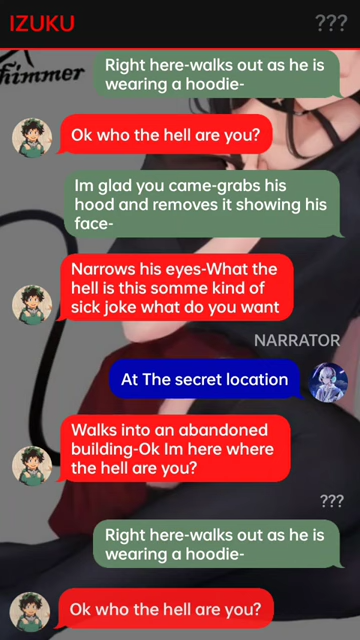 IZUKU
???
himmer
Right here-walks out as he is
wearing a hoodie-
Ok who the hell are you?
Im glad you came-grabs his
hood and removes it showing his
face-
Narrows his eyes-What the
hell is this somme kind of
sick joke what do you want
NARRATOR
At The secret location
Walks into an abandoned
building-Ok Im here where
the hell are you?
???
Right here-walks out as he is
wearing a hoodie-
Ok who the hell are you?